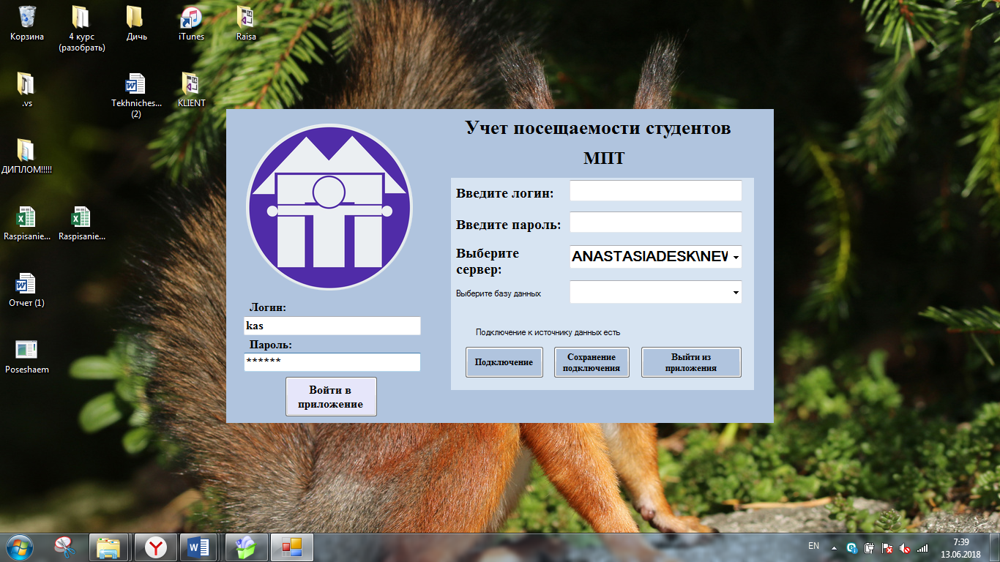 Корзина
4 курс
(разобрать)
Дичь
iTunes
Raisa
.vs
Tekhniches...
(2)
KLIENT
ДИПЛОМ!!!!!
Raspisanie...
Raspisanie...
Отчет (1)
Poseshaem
Учет посещаемости студентов
МПТ
Введите логин:
Введите пароль:
Выберите
сервер:
ANASTASIADESK\NEW
Выберите базу данных
Подключение к источнику данных есть
Подключение
Сохранение
подключения
Выйти из
приложения
Логин:
kas
Пароль:
******
Войти в
приложение
EN
7:39
13.06.2018